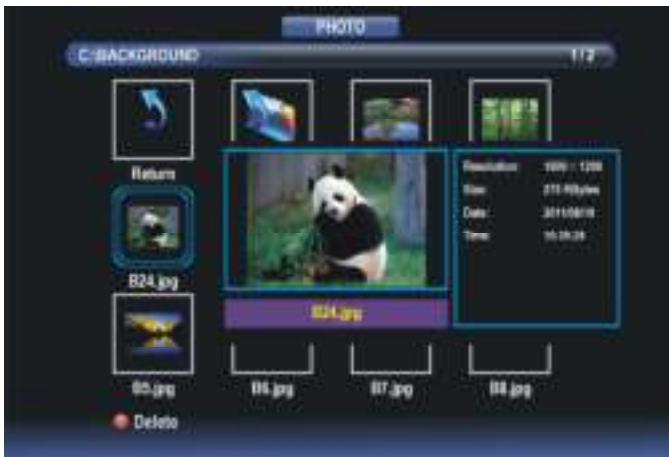 PHOTO
C:\BACKGROUND 1/2
Return
B24.jpg
Resolution: 1200
Size: 
Date:
Time:
B24.jpg
B5.jpg B6.jpg B7.jpg B8.jpg
Delete